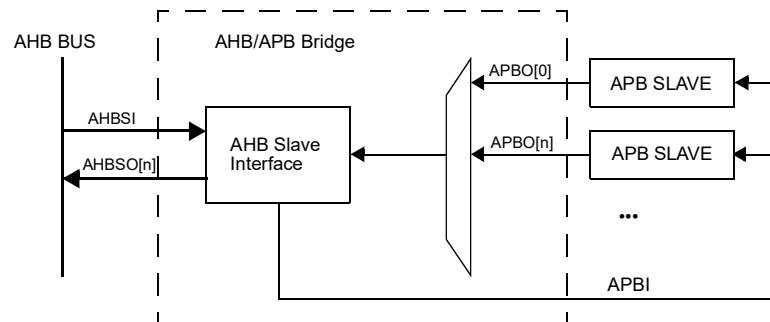 AHB BUS
AHB/APB Bridge
APBO[0]
APB SLAVE
AHBSI
AHB Slave
Interface
AHBSO[n]
APBO[n]
APB SLAVE
...
APBI